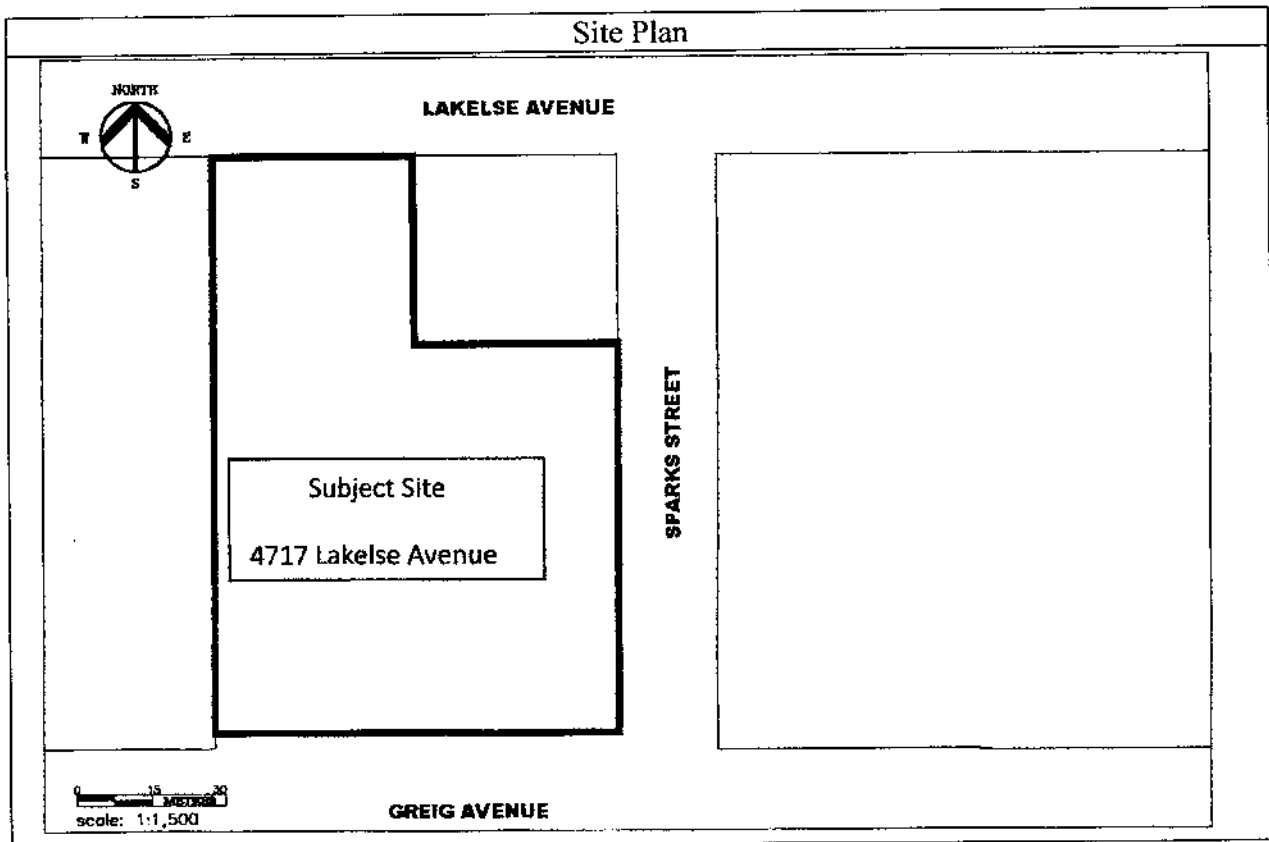 Site Plan
NORTH
LAKELSE AVENUE
W E
S
SPARKS STREET
Subject Site
4717 Lakelse Avenue
0 15 30
METRES
scale: 1:1,500
GREIG AVENUE